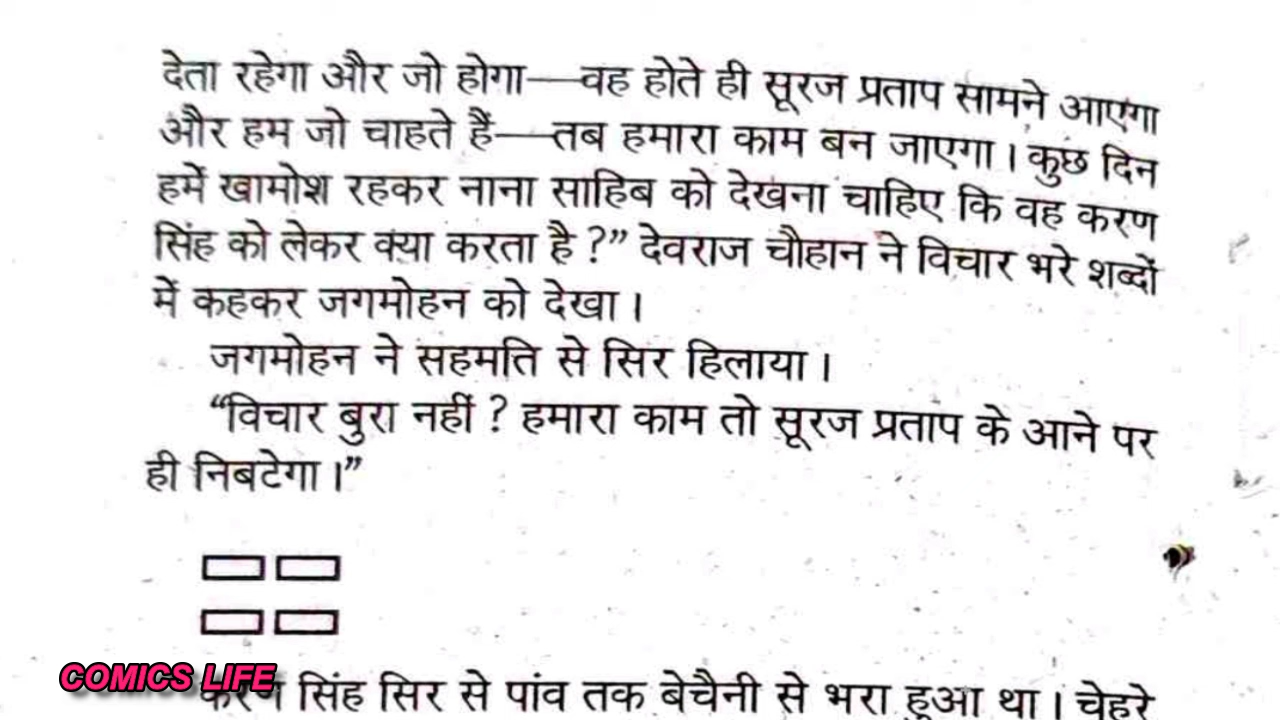 देता रहेगा और जो होगा—वह होते ही सूरज प्रताप सामने आएगा
और हम जो चाहते हैं—तब हमारा काम बन जाएगा। कुछ दिन
हमें खामोश रहकर नाना साहिब को देखना चाहिए कि वह करण
सिंह को लेकर क्या करता है?” देवराज चौहान ने विचार भरे शब्दों
में कहकर जगमोहन को देखा।
जगमोहन ने सहमति से सिर हिलाया।
“विचार बुरा नहीं? हमारा काम तो सूरज प्रताप के आने पर
ही निबटेगा।”
COMICS LIFE
सिंह सिर से पांव तक बेचैनी से भरा हुआ था। चेहरे